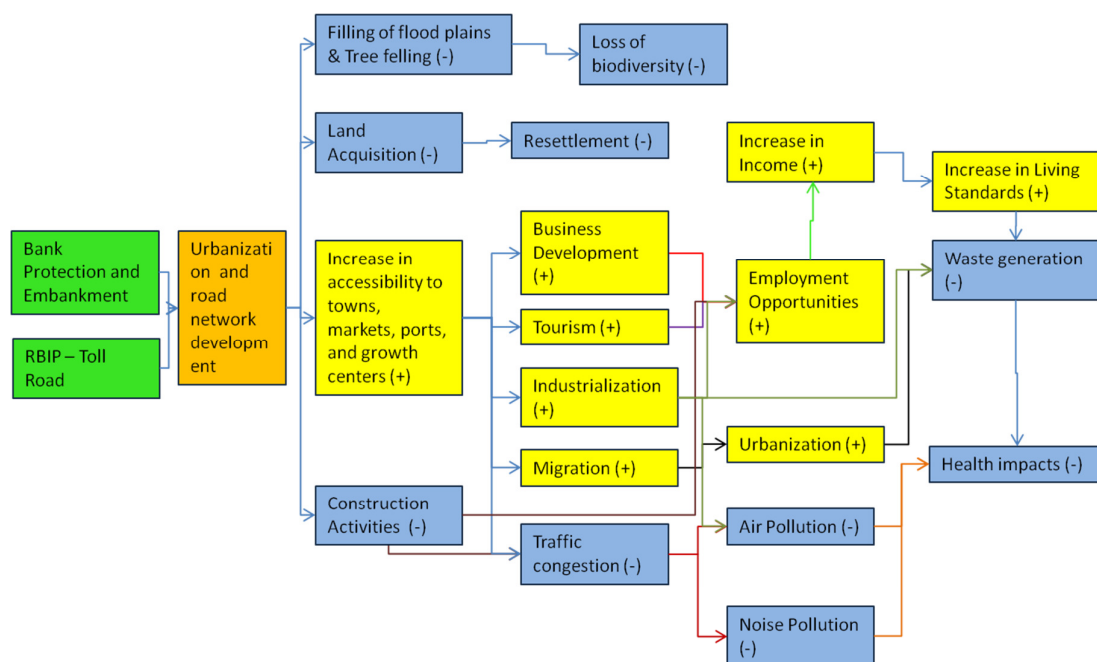 Filling of flood plains
& Tree felling (-)
Loss of
biodiversity (-)
Land
Acquisition (-)
Resettlement (-)
Increase in
Income (+)
Increase in Living
Standards (+)
Bank
Protection and
Embankment
RBIP – Toll
Road
Urbanizati
on and
road
network
developm
ent
Increase in
accessibility to
towns,
markets, ports,
and growth
centers (+)
Business
Development
(+)
Tourism (+)
Industrialization
(+)
Migration (+)
Employment
Opportunities
(+)
Waste generation
(-)
Urbanization (+)
Health impacts (-)
Construction
Activities (-)
Traffic
congestion (-)
Air Pollution (-)
Noise Pollution
(-)